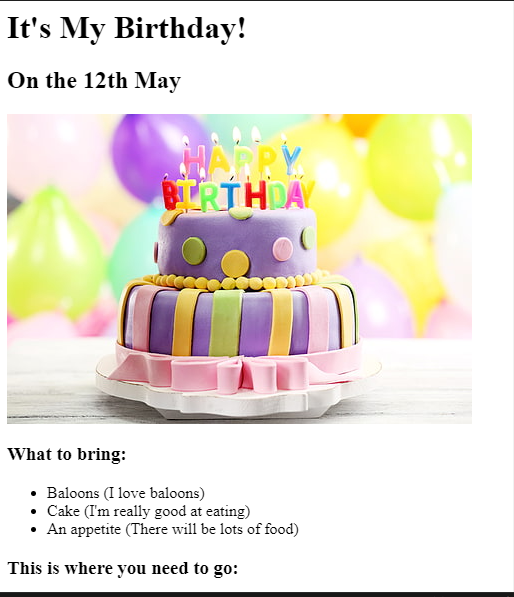 It's My Birthday!
On the 12th May
HAPPY
BIRTHDAY
What to bring:
Baloons (I love baloons)
Cake (I'm really good at eating)
An appetite (There will be lots of food)
This is where you need to go: